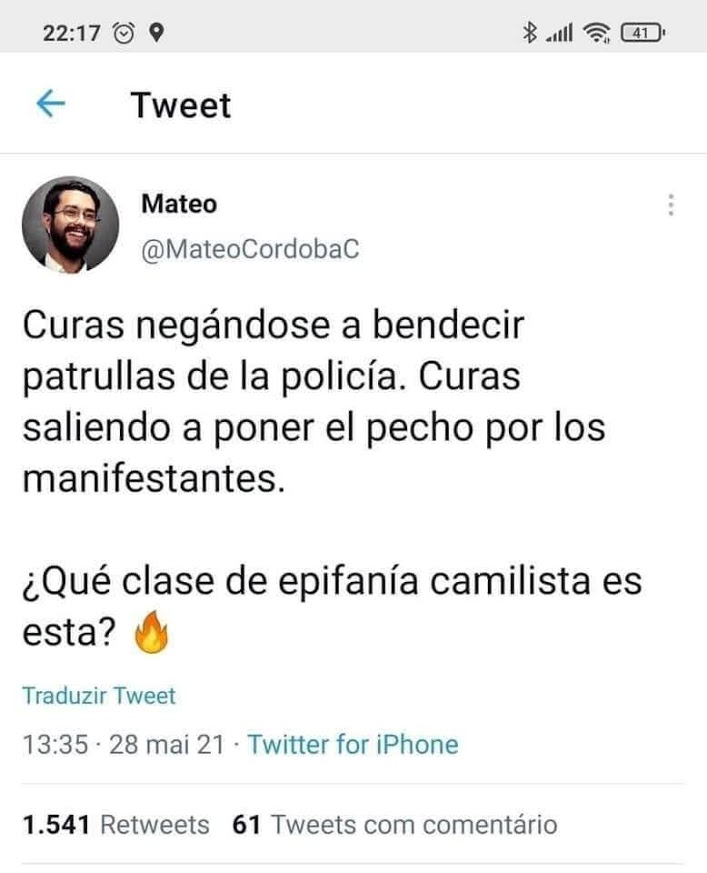 22:17
41
Tweet
Mateo
@MateoCordobaC
Curas negándose a bendecir
patrullas de la policía. Curas
saliendo a poner el pecho por los
manifestantes.
¿Qué clase de epifanía camilista es
esta? 🔥
Traduzir Tweet
13:35 · 28 mai 21 · Twitter for iPhone
1.541 Retweets 61 Tweets com comentário